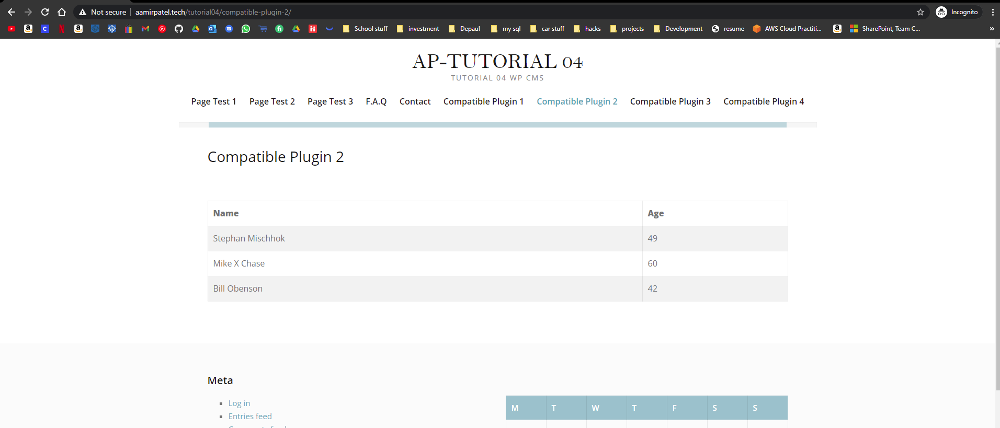 Not secure aamirpatel.tech/tutorial04/compatible-plugin-2/ Incognito
School stuff investment Depaul my sql car stuff hacks projects Development resume AWS Cloud Practiti... SharePoint, Team C... »
AP-TUTORIAL 04
TUTORIAL 04 WP CMS
Page Test 1 Page Test 2 Page Test 3 F.A.Q Contact Compatible Plugin 1 Compatible Plugin 2 Compatible Plugin 3 Compatible Plugin 4
Compatible Plugin 2
Name Age
Stephan Mischhok 49
Mike X Chase 60
Bill Obenson 42
Meta
Log in
Entries feed
M T W T F S S